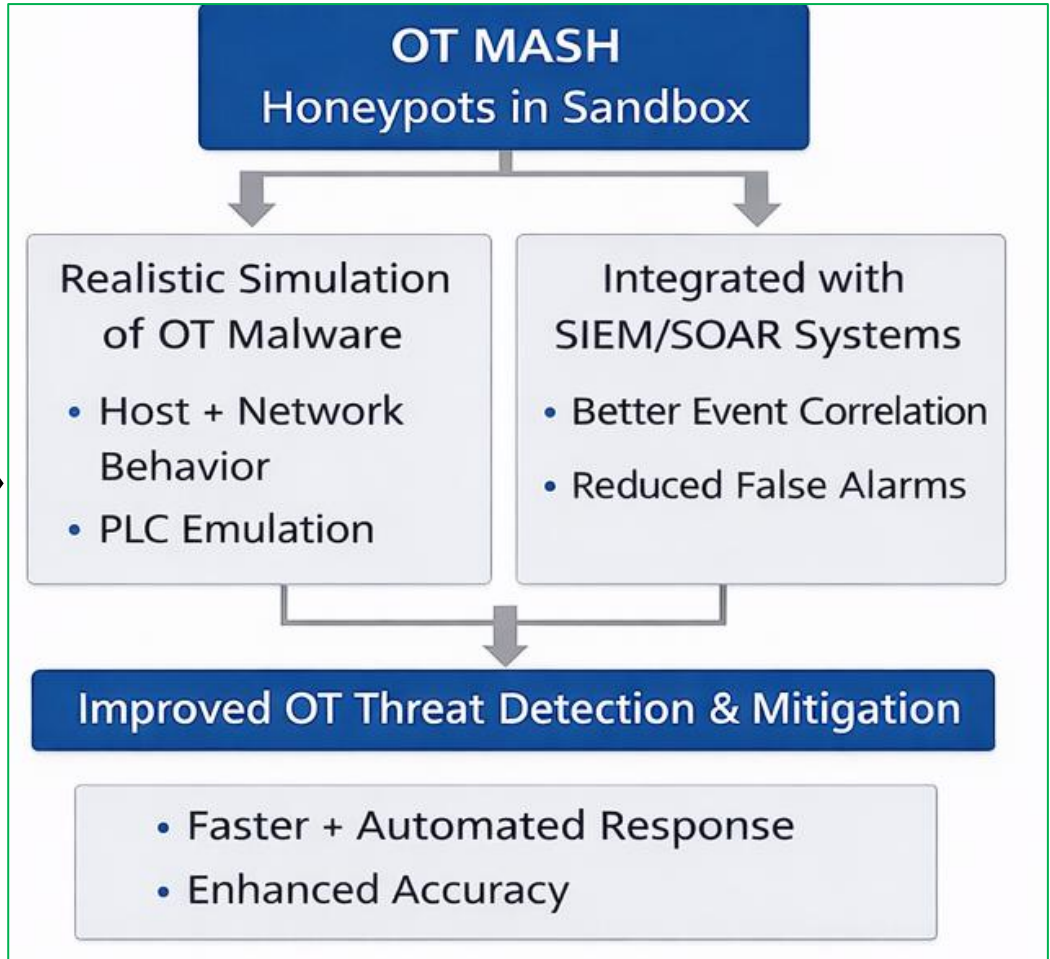 OT MASH
Honeypots in Sandbox
Realistic Simulation
of OT Malware
• Host + Network
Behavior
• PLC Emulation
Integrated with
SIEM/SOAR Systems
• Better Event Correlation
• Reduced False Alarms
Improved OT Threat Detection & Mitigation
• Faster + Automated Response
• Enhanced Accuracy